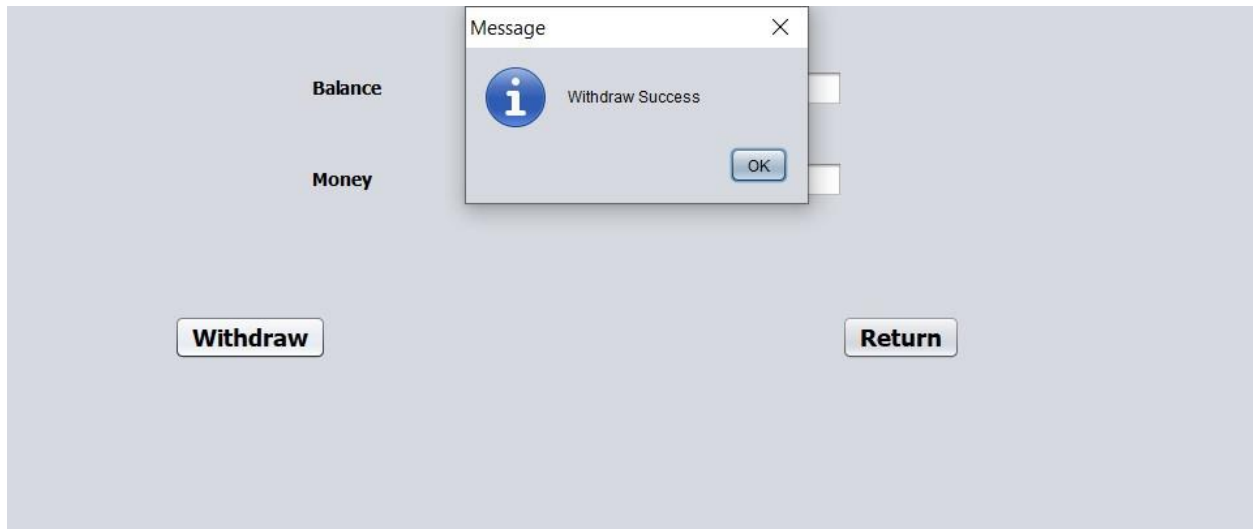 Message
Balance
Withdraw Success
OK
Money
Withdraw
Return